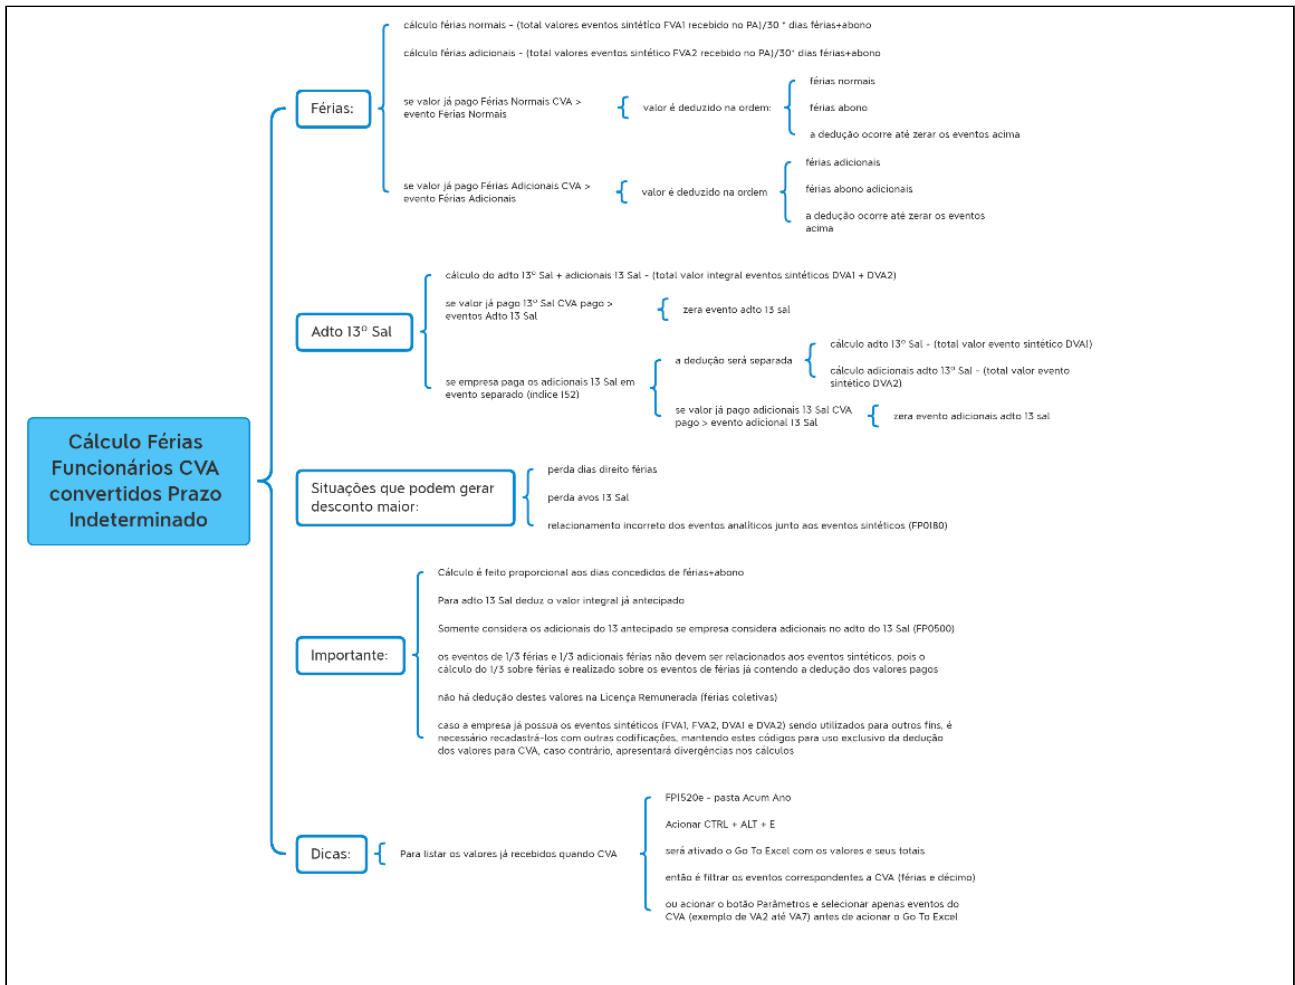 Cálculo Férias
Funcionários CVA
convertidos Prazo
Indeterminado
Férias:
cálculo férias normais - (total valores eventos sintético FVA1 recebido no PA)/30 * dias férias+abono
cálculo férias adicionais - (total valores eventos sintético FVA2 recebido no PA)/30* dias férias+abono
se valor já pago Férias Normais CVA >
evento Férias Normais
valor é deduzido na ordem:
férias normais
férias abono
a dedução ocorre até zerar os eventos acima
se valor já pago Férias Adicionais CVA >
evento Férias Adicionais
valor é deduzido na ordem
férias adicionais
férias abono adicionais
a dedução ocorre até zerar os eventos
acima
Adto 13º Sal
cálculo do adto 13º Sal + adicionais 13 Sal - (total valor integral eventos sintéticos DVA1 + DVA2)
se valor já pago 13º Sal CVA pago >
eventos Adto 13 Sal
zera evento adto 13 sal
se empresa paga os adicionais 13 Sal em
evento separado (índice 152)
a dedução será separada
cálculo adto 13º Sal - (total valor evento sintético DVA1)
cálculo adicionais adto 13º Sal - (total valor evento
sintético DVA2)
se valor já pago adicionais 13 Sal CVA
pago > evento adicional 13 Sal
zera evento adicionais adto 13 sal
Situações que podem gerar
desconto maior:
perda dias direito férias
perda avos 13 Sal
relacionamento incorreto dos eventos analíticos junto aos eventos sintéticos (FP0180)
Importante:
Cálculo é feito proporcional aos dias concedidos de férias+abono
Para adto 13 Sal deduz o valor integral já antecipado
Somente considera os adicionais do 13 antecipado se empresa considera adicionais no adto do 13 Sal (FP0500)
os eventos de 1/3 férias e 1/3 adicionais férias não devem ser relacionados aos eventos sintéticos, pois o
cálculo do 1/3 sobre férias é realizado sobre os eventos de férias já contendo a dedução dos valores pagos
não há dedução destes valores na Licença Remunerada (férias coletivas)
caso a empresa já possua os eventos sintéticos (FVA1, FVA2, DVA1 e DVA2) sendo utilizados para outros fins, é
necessário recadastrá-los com outras codificações, mantendo estes códigos para uso exclusivo da dedução
dos valores para CVA, caso contrário, apresentará divergências nos cálculos
Dicas:
Para listar os valores já recebidos quando CVA
FP1520e - pasta Acum Ano
Acionar CTRL + ALT + E
será ativado o Go To Excel com os valores e seus totais
então é filtrar os eventos correspondentes a CVA (férias e décimo)
ou acionar o botão Parâmetros e selecionar apenas eventos do
CVA (exemplo de VA2 até VA7) antes de acionar o Go To Excel